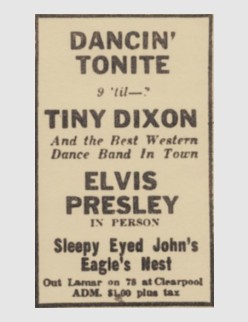 DANCIN'
TONITE
9 'til—?
TINY DIXON
And the Best Western
Dance Band In Town
ELVIS
PRESLEY
IN PERSON
Sleepy Eyed John's
Eagle's Nest
Out Lamar on 78 at Clearpool
ADM. $1.00 plus tax